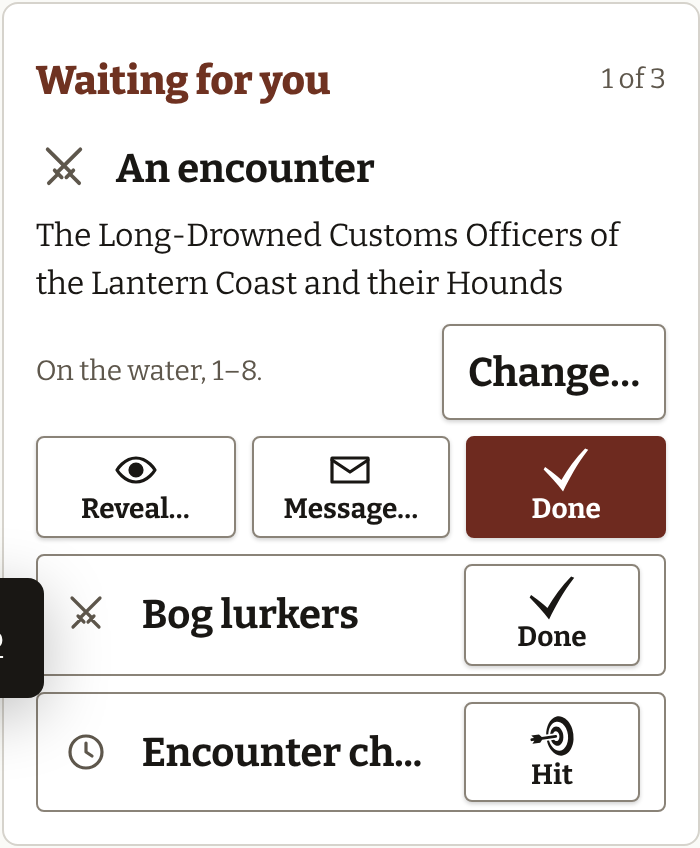 Waiting for you
1 of 3
An encounter
The Long-Drowned Customs Officers of
the Lantern Coast and their Hounds
On the water, 1–8.
Change...
Reveal...
Message...
Done
Bog lurkers
Done
Encounter ch...
Hit